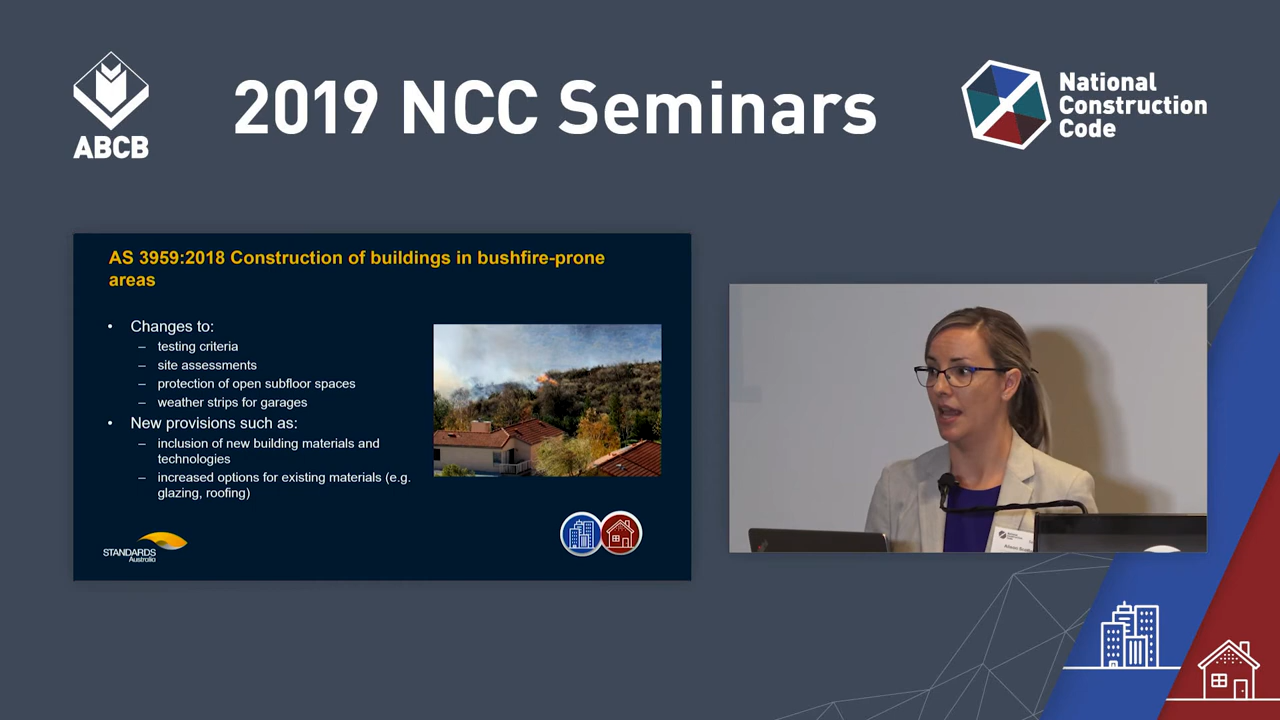 ABCB
2019 NCC Seminars
National
Construction
Code
AS 3959:2018 Construction of buildings in bushfire-prone
areas
• Changes to:
– testing criteria
– site assessments
– protection of open subfloor spaces
– weather strips for garages
• New provisions such as:
– inclusion of new building materials and
technologies
– increased options for existing materials (e.g.
glazing, roofing)
STANDARDS
Australia